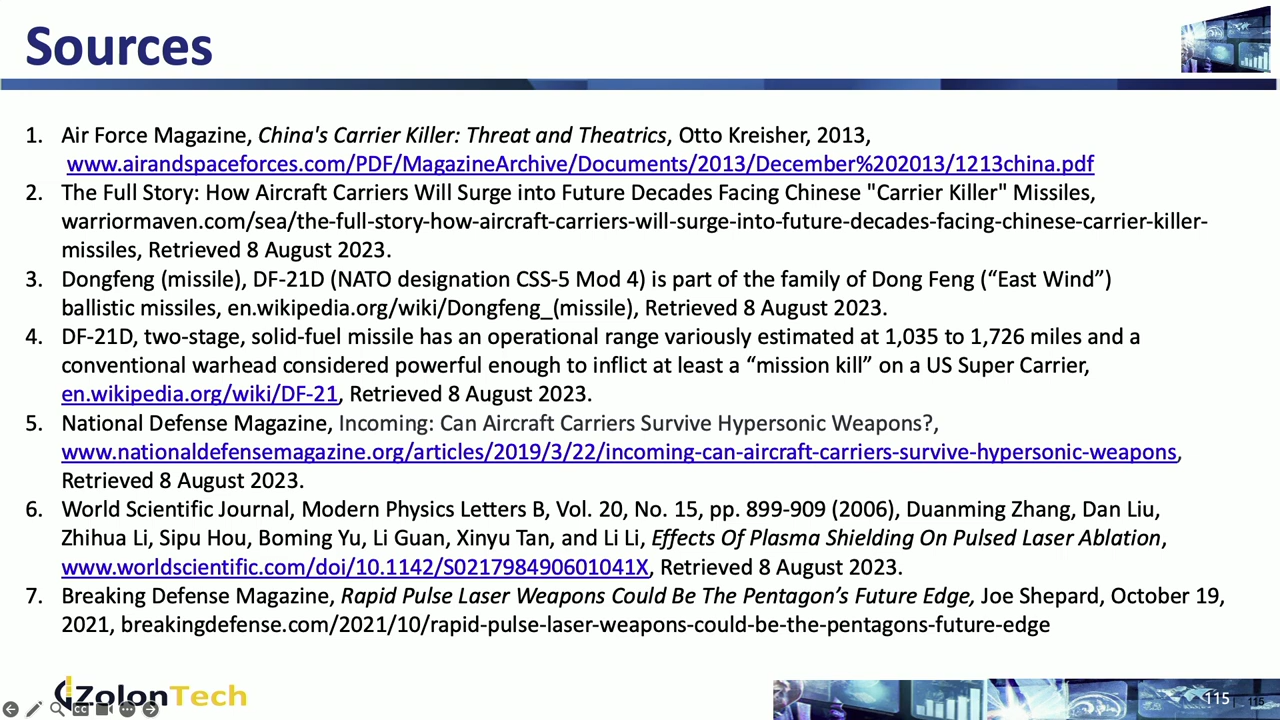 Sources
1. Air Force Magazine, China's Carrier Killer: Threat and Theatrics, Otto Kreisher, 2013,
www.airandspaceforces.com/PDF/MagazineArchive/Documents/2013/December%202013/1213china.pdf
2. The Full Story: How Aircraft Carriers Will Surge into Future Decades Facing Chinese "Carrier Killer" Missiles,
warriormaven.com/sea/the-full-story-how-aircraft-carriers-will-surge-into-future-decades-facing-chinese-carrier-killer-
missiles, Retrieved 8 August 2023.
3. Dongfeng (missile), DF-21D (NATO designation CSS-5 Mod 4) is part of the family of Dong Feng (“East Wind”)
ballistic missiles, en.wikipedia.org/wiki/Dongfeng_(missile), Retrieved 8 August 2023.
4. DF-21D, two-stage, solid-fuel missile has an operational range variously estimated at 1,035 to 1,726 miles and a
conventional warhead considered powerful enough to inflict at least a “mission kill” on a US Super Carrier,
en.wikipedia.org/wiki/DF-21, Retrieved 8 August 2023.
5. National Defense Magazine, Incoming: Can Aircraft Carriers Survive Hypersonic Weapons?,
www.nationaldefensemagazine.org/articles/2019/3/22/incoming-can-aircraft-carriers-survive-hypersonic-weapons,
Retrieved 8 August 2023.
6. World Scientific Journal, Modern Physics Letters B, Vol. 20, No. 15, pp. 899-909 (2006), Duanming Zhang, Dan Liu,
Zhihua Li, Sipu Hou, Boming Yu, Li Guan, Xinyu Tan, and Li Li, Effects Of Plasma Shielding On Pulsed Laser Ablation,
www.worldscientific.com/doi/10.1142/S021798490601041X, Retrieved 8 August 2023.
7. Breaking Defense Magazine, Rapid Pulse Laser Weapons Could Be The Pentagon’s Future Edge, Joe Shepard, October 19,
2021, breakingdefense.com/2021/10/rapid-pulse-laser-weapons-could-be-the-pentagons-future-edge
ZolonTech
115 | 115